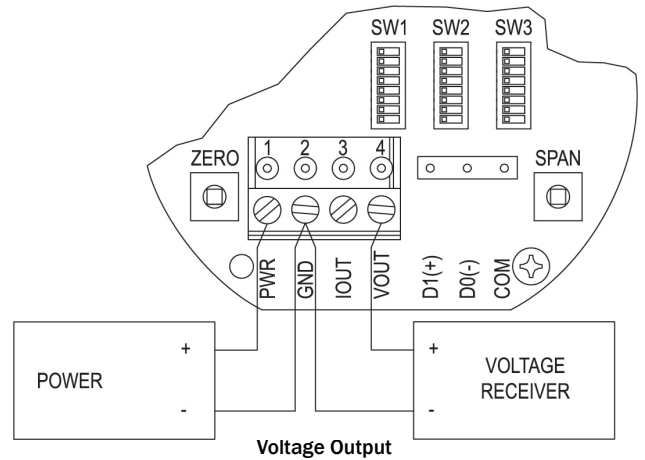 SW1 SW2 SW3
1 2 3 4
ZERO SPAN
PWR GND IOUT VOUT D1(+) D0(-) COM
+ +
POWER VOLTAGE
RECEIVER
- -
Voltage Output